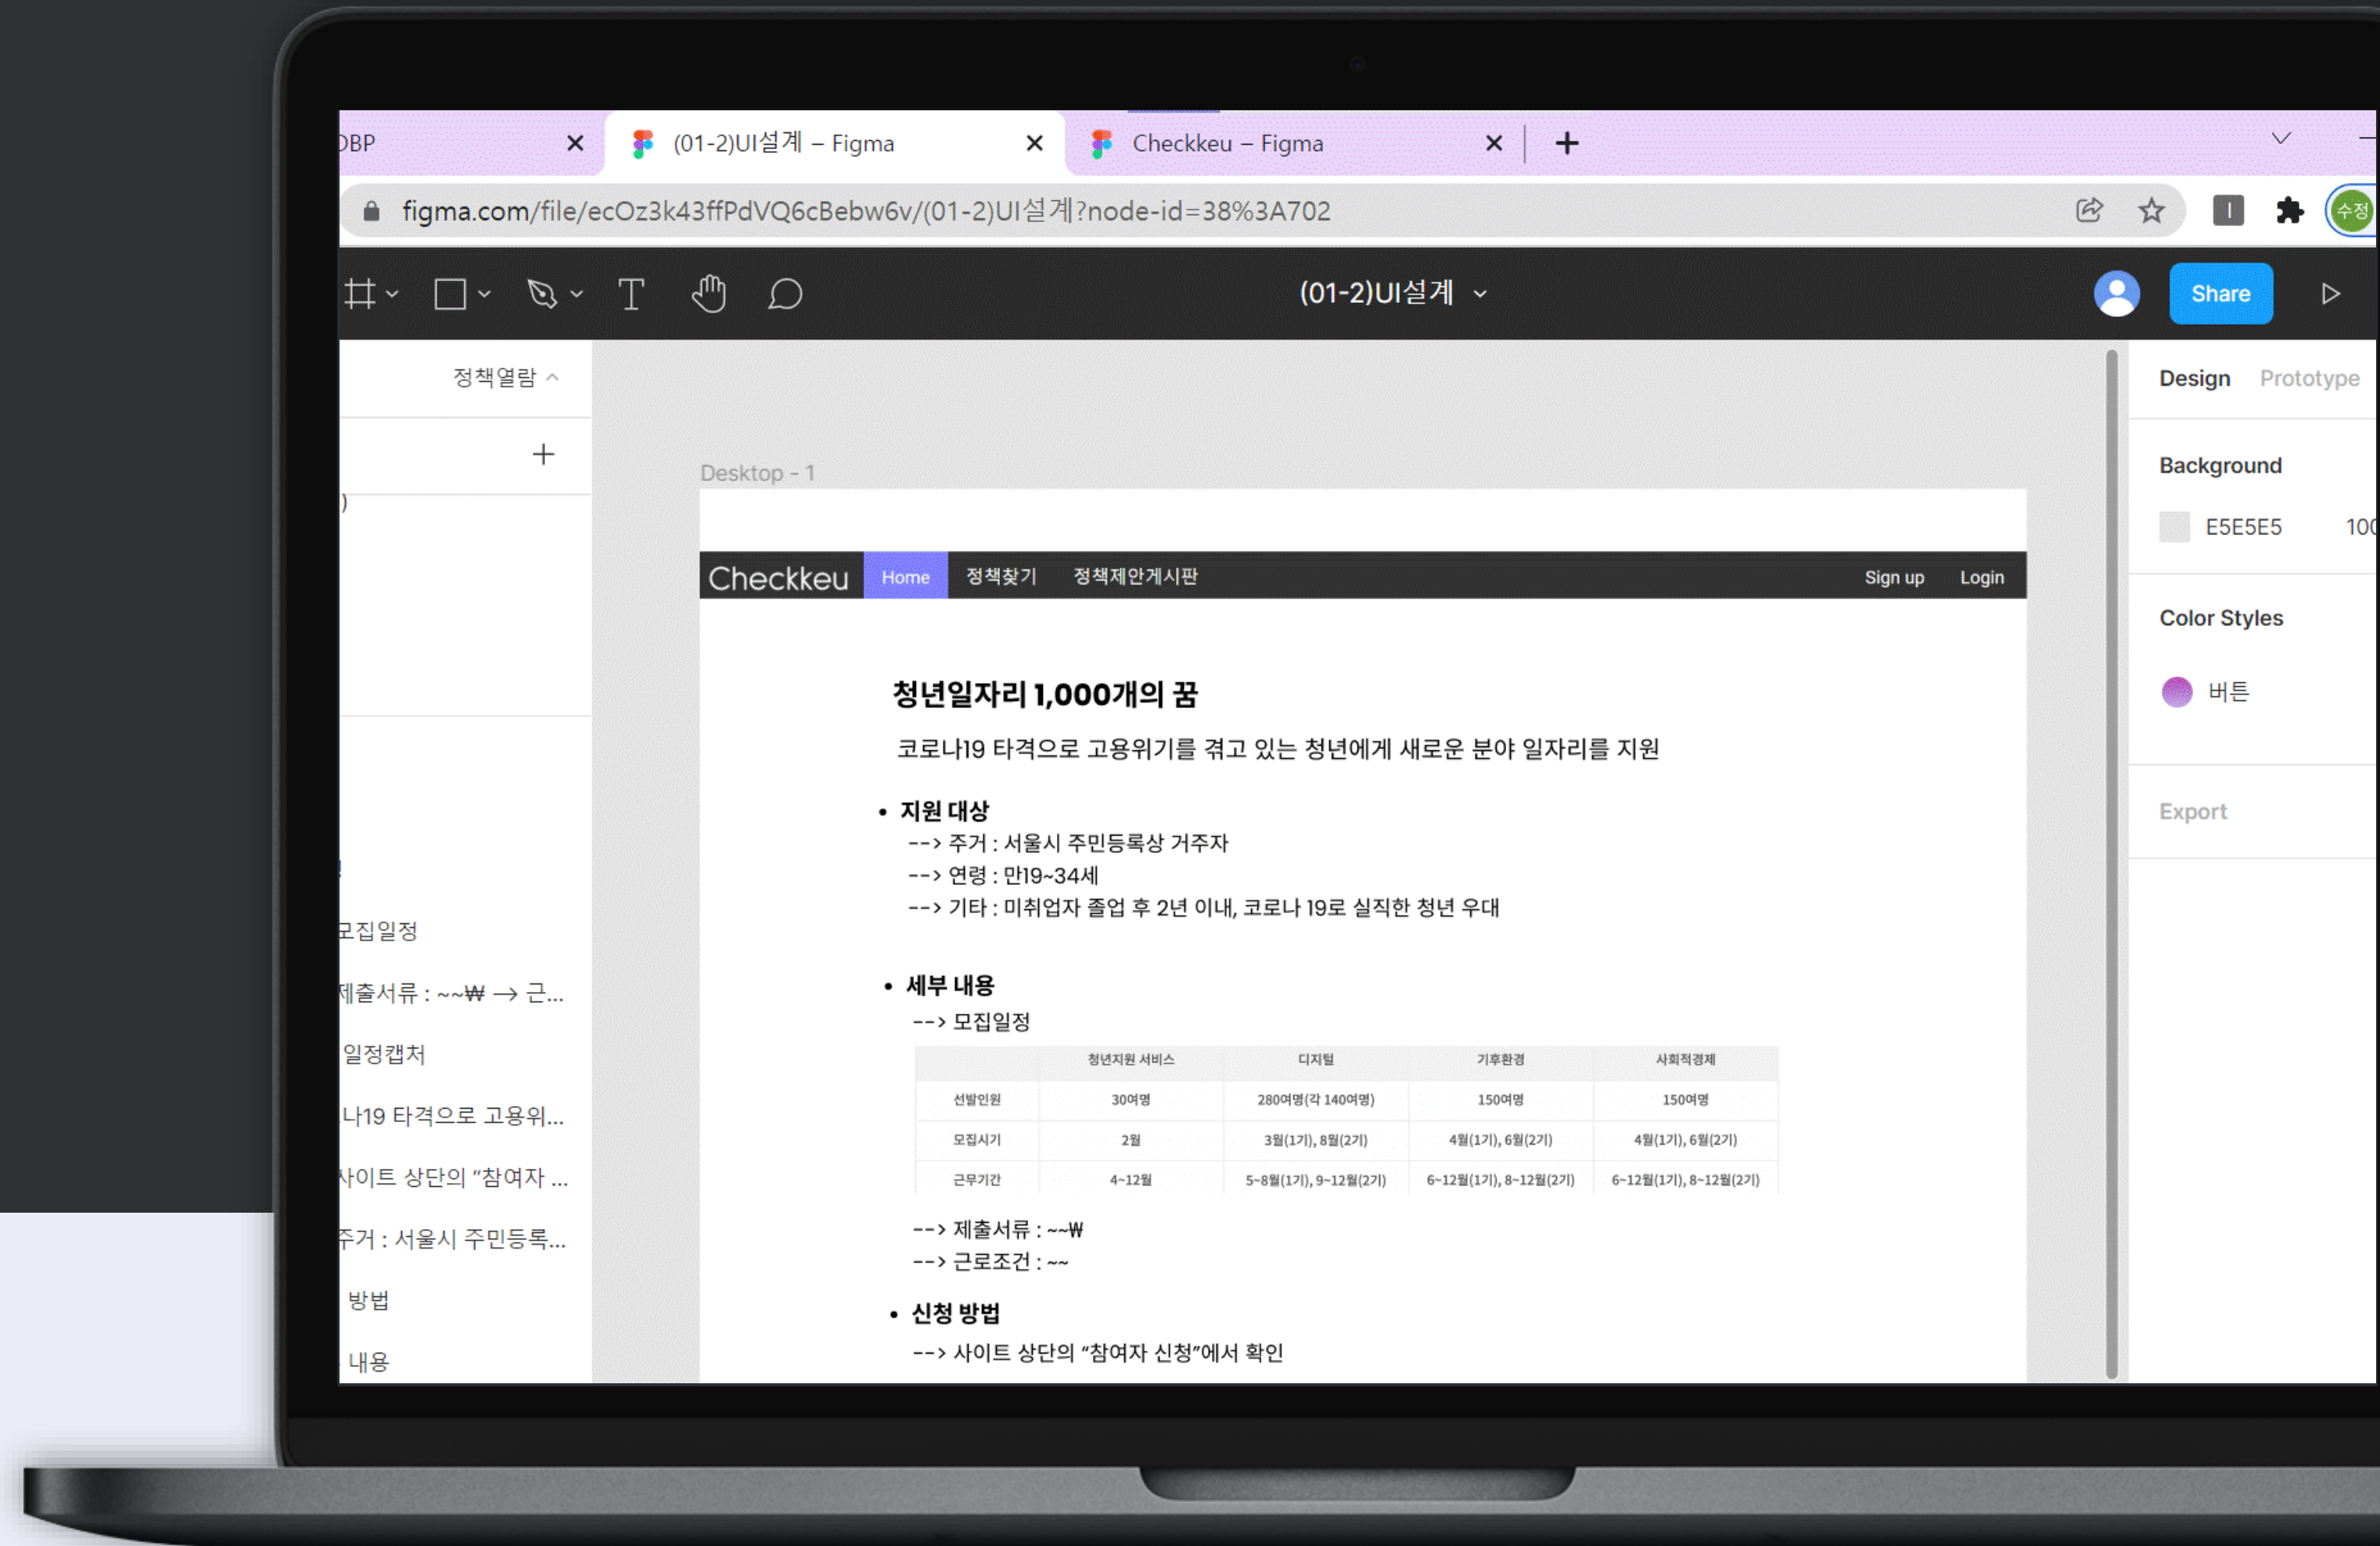 DBP
(01-2)UI설계 – Figma
Checkkeu – Figma
figma.com/file/ecOz3k43ffPdVQ6cBebw6v/(01-2)UI설계?node-id=38%3A702
수정
(01-2)UI설계
Share
정책열람
Design Prototype
Background
E5E5E5 100
Color Styles
버튼
Export
)
모집일정
제출서류 : ~~₩ → 근...
일정캡처
나19 타격으로 고용위...
사이트 상단의 “참여자 ...
주거 : 서울시 주민등록...
방법
내용
Desktop - 1
Checkkeu Home 정책찾기 정책제안게시판 Sign up Login
청년일자리 1,000개의 꿈
코로나19 타격으로 고용위기를 겪고 있는 청년에게 새로운 분야 일자리를 지원
• 지원 대상
--> 주거 : 서울시 주민등록상 거주자
--> 연령 : 만19~34세
--> 기타 : 미취업자 졸업 후 2년 이내, 코로나 19로 실직한 청년 우대
• 세부 내용
--> 모집일정
청년지원 서비스 디지털 기후환경 사회적경제
선발인원 30여명 280여명(각 140여명) 150여명 150여명
모집시기 2월 3월(1기), 8월(2기) 4월(1기), 6월(2기) 4월(1기), 6월(2기)
근무기간 4~12월 5~8월(1기), 9~12월(2기) 6~12월(1기), 8~12월(2기) 6~12월(1기), 8~12월(2기)
--> 제출서류 : ~~₩
--> 근로조건 : ~~
• 신청 방법
--> 사이트 상단의 “참여자 신청”에서 확인